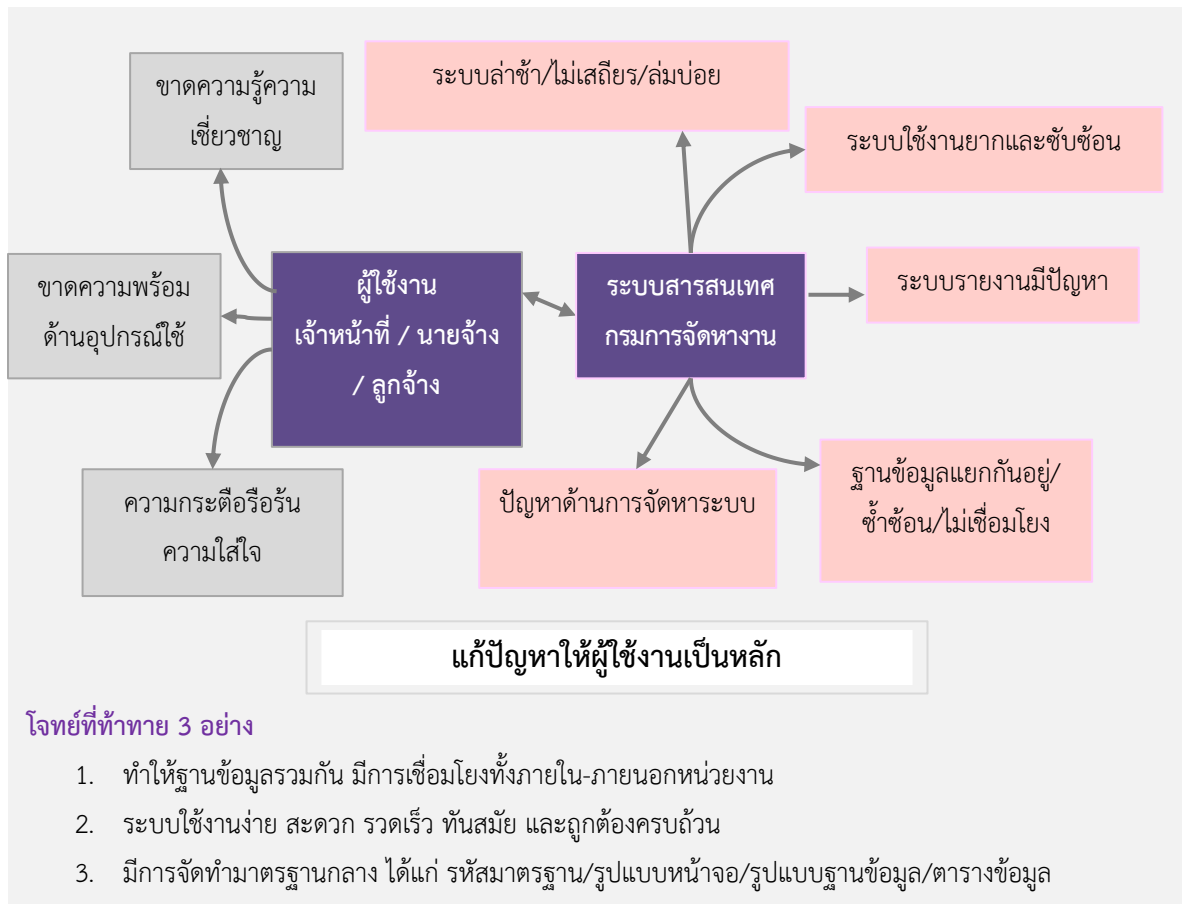 ระบบล่าช้า/ไม่เสถียร/ล่มบ่อย
ขาดความรู้ความ
เชี่ยวชาญ
ระบบใช้งานยากและซับซ้อน
ขาดความพร้อม
ด้านอุปกรณ์ใช้
ผู้ใช้งาน
เจ้าหน้าที่ / นายจ้าง
/ ลูกจ้าง
ระบบสารสนเทศ
กรมการจัดหางาน
ระบบรายงานมีปัญหา
ความกระตือรือร้น
ความใส่ใจ
ปัญหาด้านการจัดหาระบบ
ฐานข้อมูลแยกกันอยู่/
ซ้ำซ้อน/ไม่เชื่อมโยง
แก้ปัญหาให้ผู้ใช้งานเป็นหลัก
โจทย์ที่ท้าทาย 3 อย่าง
1. ทำให้ฐานข้อมูลรวมกัน มีการเชื่อมโยงทั้งภายใน-ภายนอกหน่วยงาน
2. ระบบใช้งานง่าย สะดวก รวดเร็ว ทันสมัย และถูกต้องครบถ้วน
3. มีการจัดทำมาตรฐานกลาง ได้แก่ รหัสมาตรฐาน/รูปแบบหน้าจอ/รูปแบบฐานข้อมูล/ตารางข้อมูล